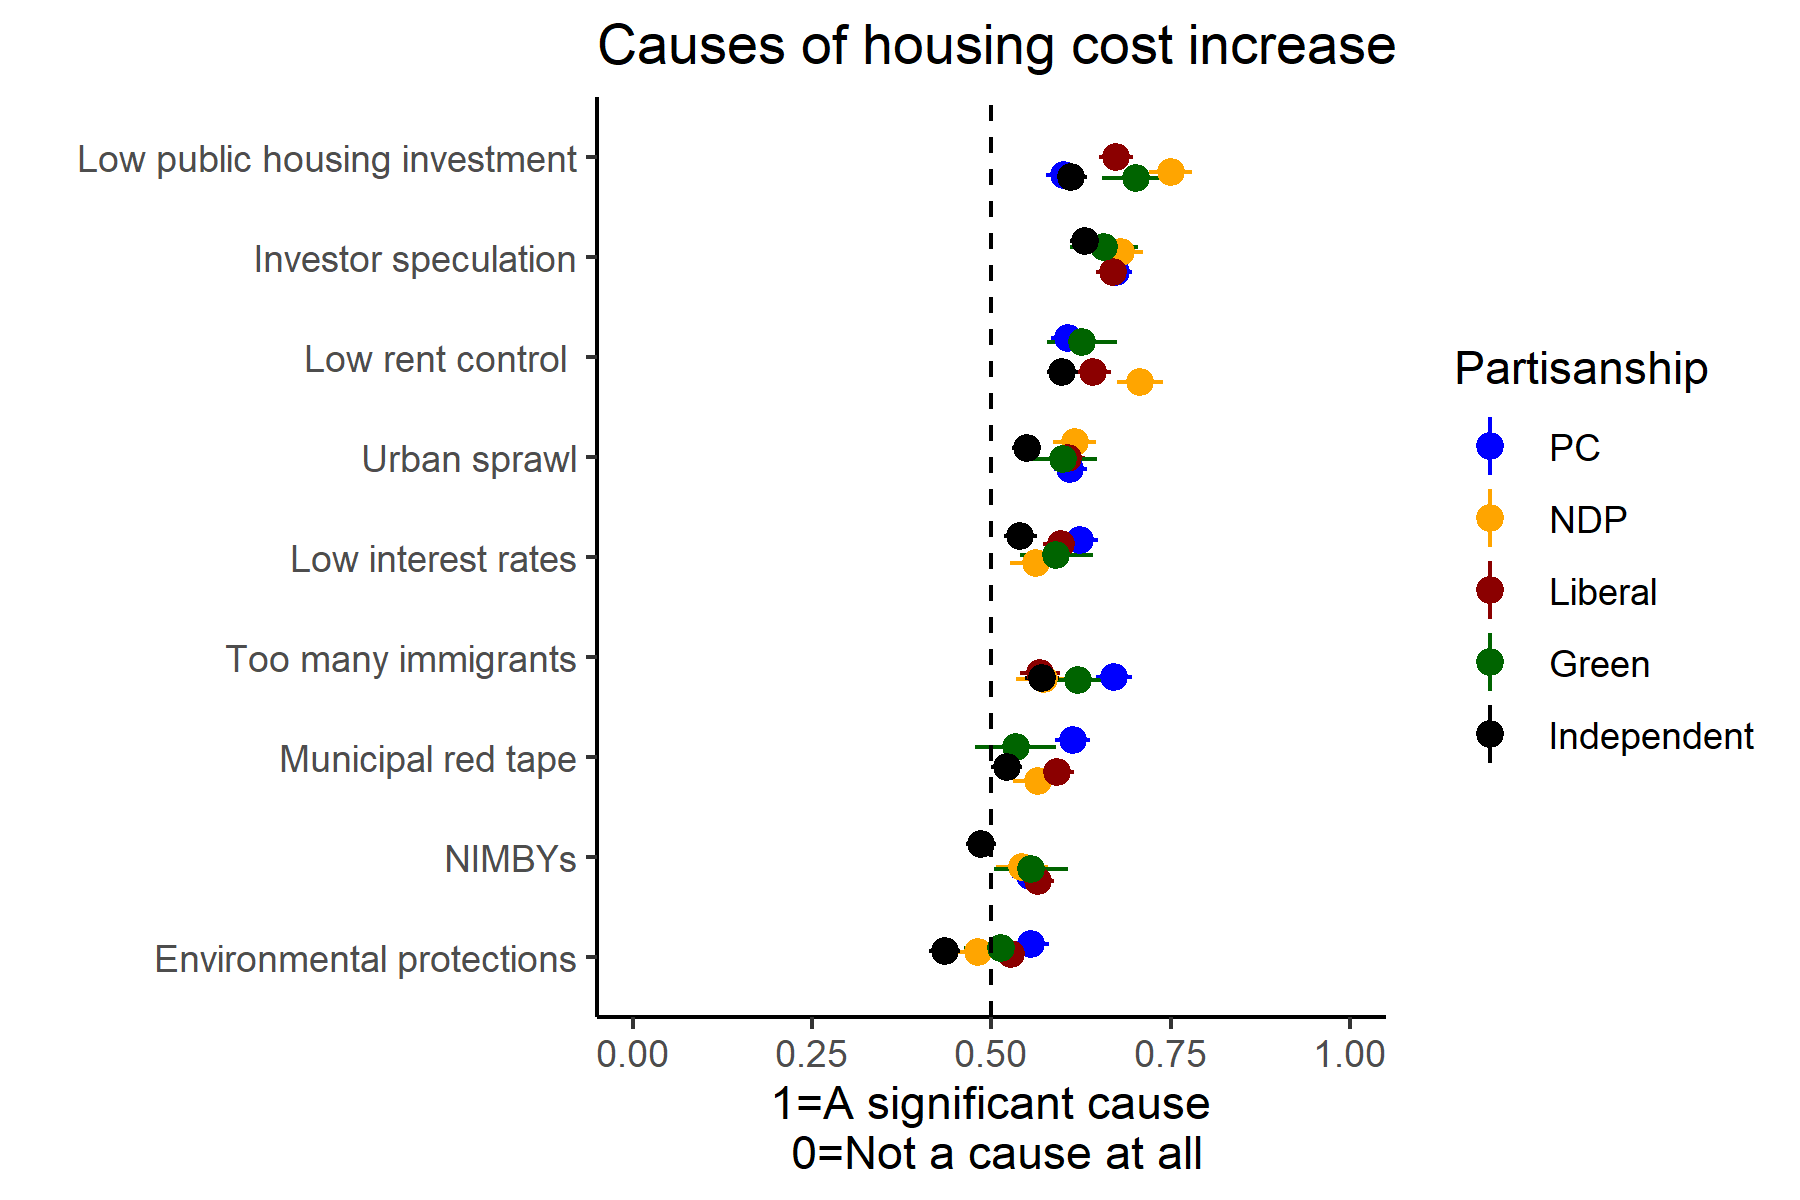 Causes of housing cost increase
Low public housing investment
Investor speculation
Low rent control
Urban sprawl
Low interest rates
Too many immigrants
Municipal red tape
NIMBYs
Environmental protections
0.00 0.25 0.50 0.75 1.00
1=A significant cause
0=Not a cause at all
Partisanship
PC
NDP
Liberal
Green
Independent